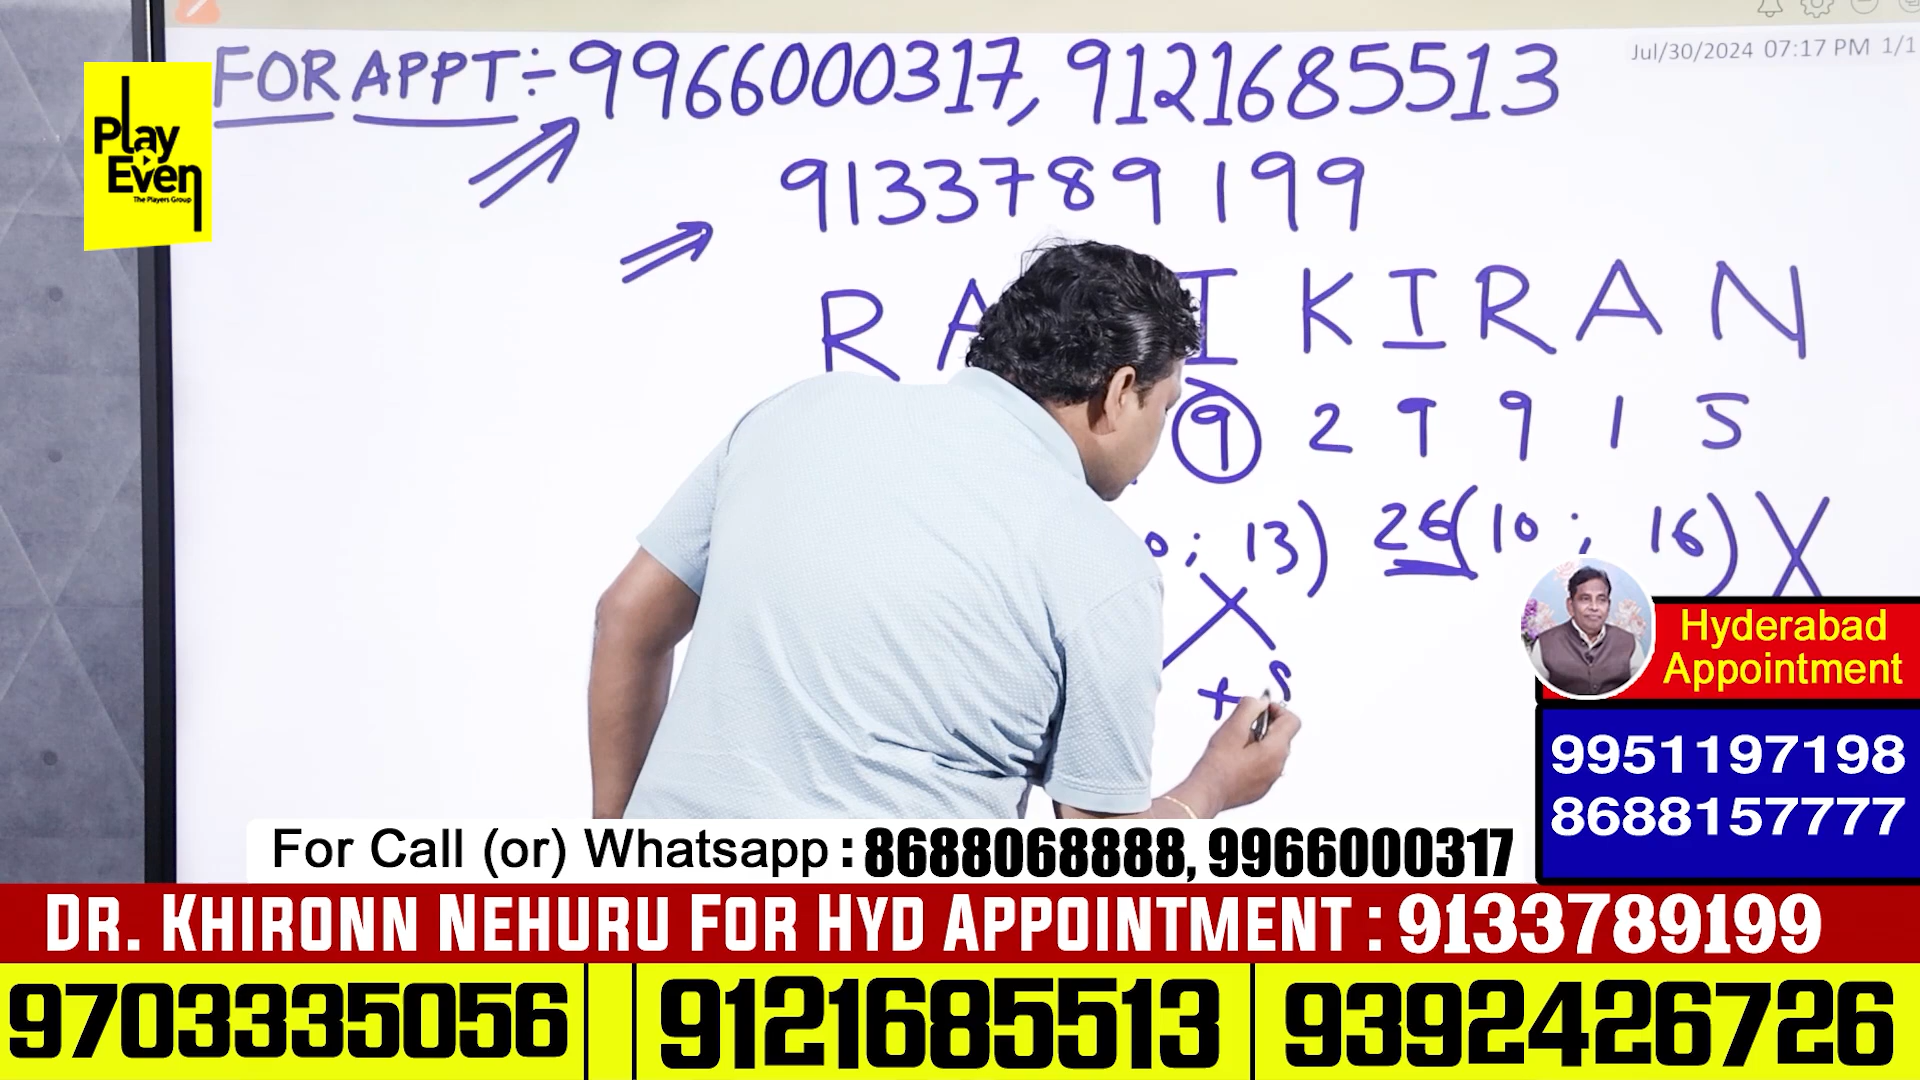 FOR APPT :- 9966000317, 9121685513
Jul/30/2024 07:17 PM 1/1
Play Even
The Players Group
9133789199
R A I K I R A N
9 2 9 9 1 5
; 13) 26(10 ; 16) X
X
+
Hyderabad
Appointment
9951197198
8688157777
For Call (or) Whatsapp : 8688068888, 9966000317
DR. KHIRONN NEHURU FOR HYD APPOINTMENT : 9133789199
9703335056
9121685513
9392426726